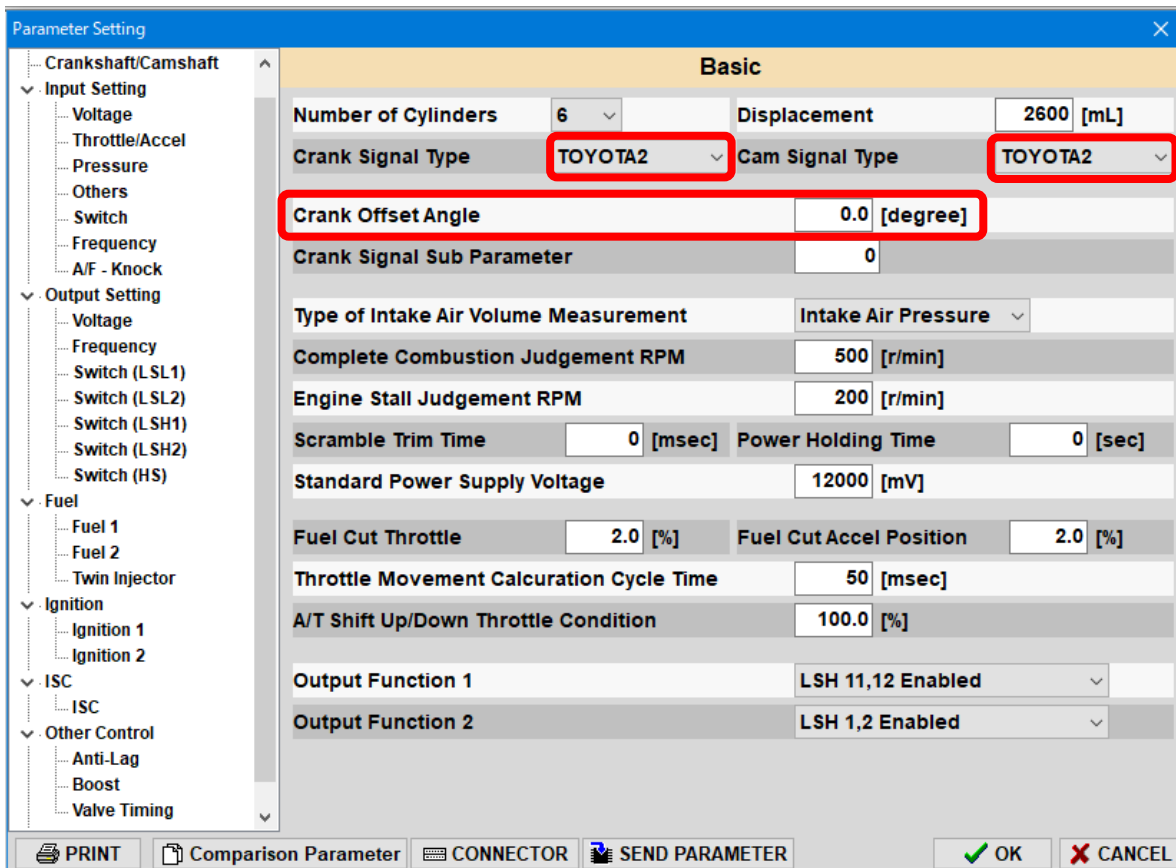 Parameter Setting
Crankshaft/Camshaft
Input Setting
Voltage
Throttle/Accel
Pressure
Others
Switch
Frequency
A/F - Knock
Output Setting
Voltage
Frequency
Switch (LSL1)
Switch (LSL2)
Switch (LSH1)
Switch (LSH2)
Switch (HS)
Fuel
Fuel 1
Fuel 2
Twin Injector
Ignition
Ignition 1
Ignition 2
ISC
ISC
Other Control
Anti-Lag
Boost
Valve Timing
Basic
Number of Cylinders 6 Displacement 2600 [mL]
Crank Signal Type TOYOTA2 Cam Signal Type TOYOTA2
Crank Offset Angle 0.0 [degree]
Crank Signal Sub Parameter 0
Type of Intake Air Volume Measurement Intake Air Pressure
Complete Combustion Judgement RPM 500 [r/min]
Engine Stall Judgement RPM 200 [r/min]
Scramble Trim Time 0 [msec] Power Holding Time 0 [sec]
Standard Power Supply Voltage 12000 [mV]
Fuel Cut Throttle 2.0 [%] Fuel Cut Accel Position 2.0 [%]
Throttle Movement Calcuration Cycle Time 50 [msec]
A/T Shift Up/Down Throttle Condition 100.0 [%]
Output Function 1 LSH 11,12 Enabled
Output Function 2 LSH 1,2 Enabled
PRINT Comparison Parameter CONNECTOR SEND PARAMETER OK CANCEL